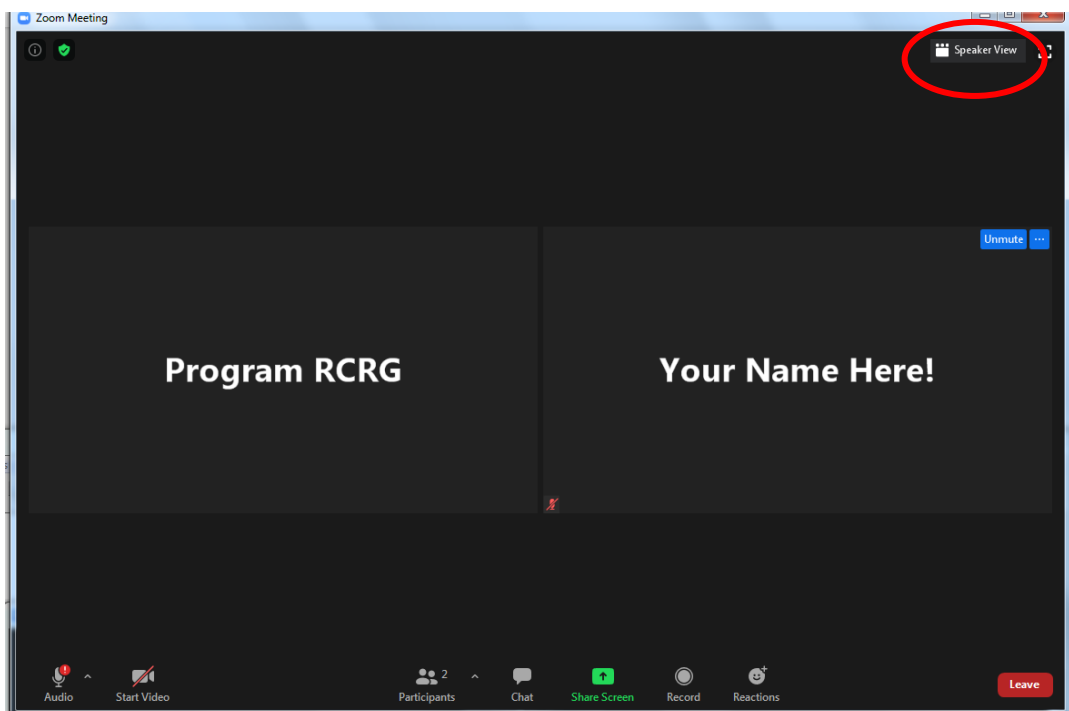 Zoom Meeting
Speaker View
Unmute ...
Program RCRG
Your Name Here!
2
Audio
Start Video
Participants
Chat
Share Screen
Record
Reactions
Leave